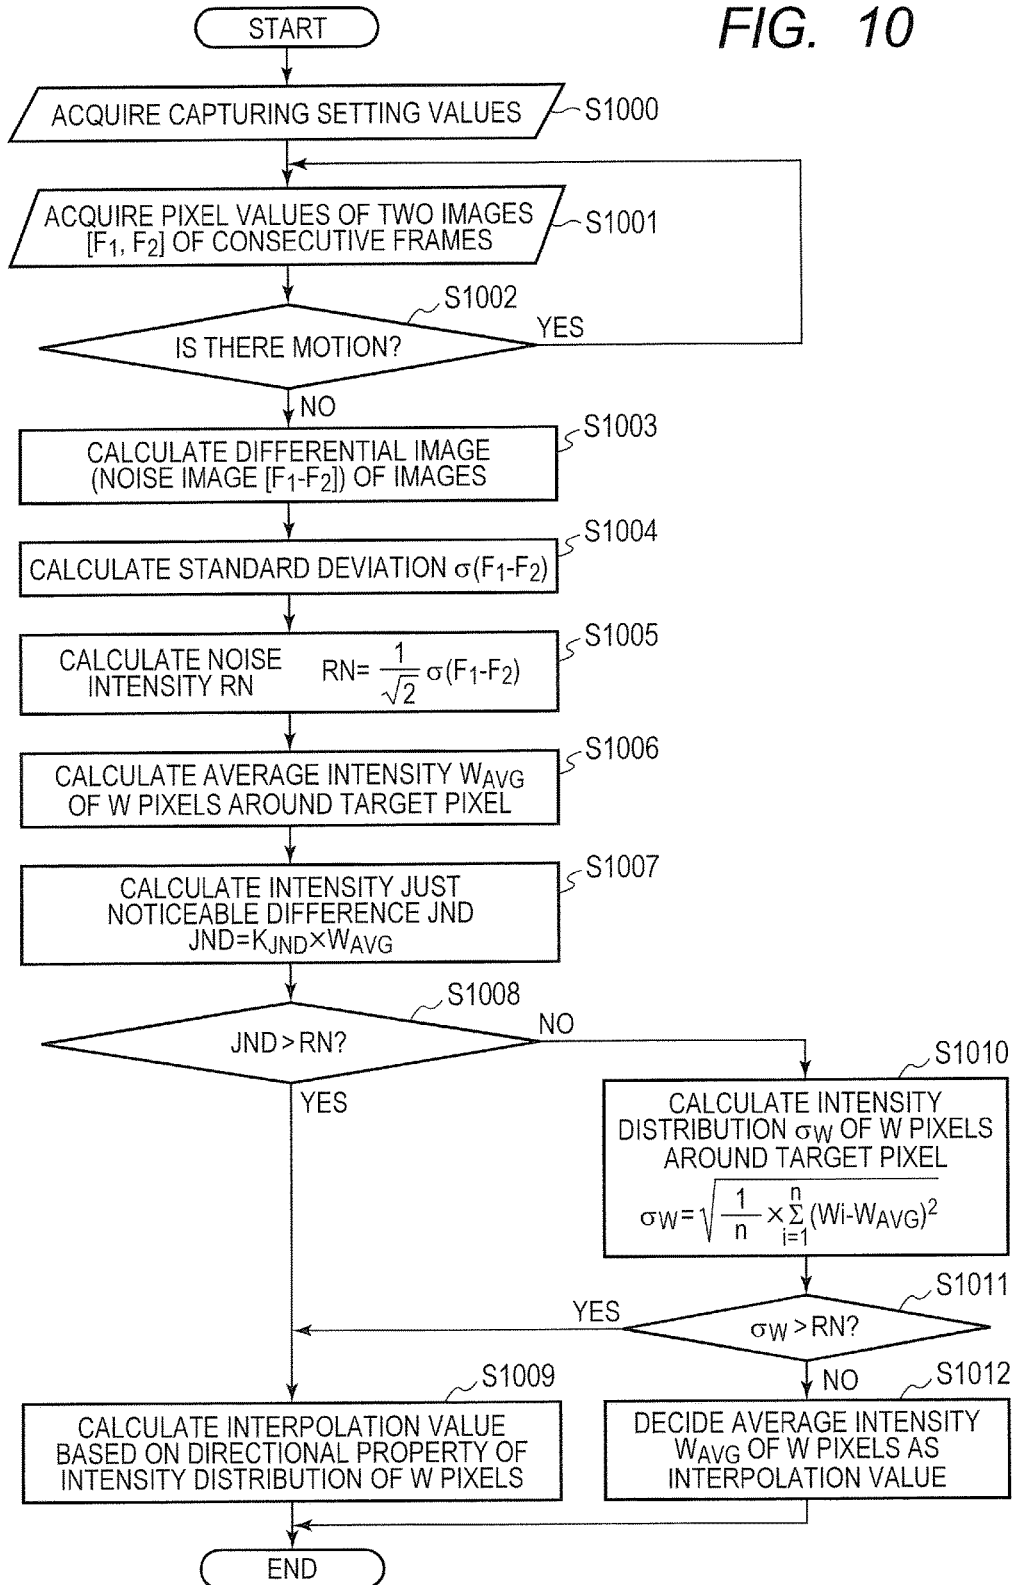 FIG. 10
START
ACQUIRE CAPTURING SETTING VALUES
S1000
ACQUIRE PIXEL VALUES OF TWO IMAGES
[F1, F2] OF CONSECUTIVE FRAMES
S1001
S1002
IS THERE MOTION?
YES
NO
S1003
CALCULATE DIFFERENTIAL IMAGE
(NOISE IMAGE [F1-F2]) OF IMAGES
S1004
CALCULATE STANDARD DEVIATION σ(F1-F2)
S1005
CALCULATE NOISE
INTENSITY RN
RN= 1/√2 σ(F1-F2)
S1006
CALCULATE AVERAGE INTENSITY WAVG
OF W PIXELS AROUND TARGET PIXEL
S1007
CALCULATE INTENSITY JUST
NOTICEABLE DIFFERENCE JND
JND=KJND×WAVG
S1008
JND>RN?
NO
YES
S1010
CALCULATE INTENSITY
DISTRIBUTION σW OF W PIXELS
AROUND TARGET PIXEL
σW=√(1/n × Σ i=1 n (Wi-WAVG)2)
S1011
σW>RN?
YES
NO
S1009
CALCULATE INTERPOLATION VALUE
BASED ON DIRECTIONAL PROPERTY OF
INTENSITY DISTRIBUTION OF W PIXELS
S1012
DECIDE AVERAGE INTENSITY
WAVG OF W PIXELS AS
INTERPOLATION VALUE
END